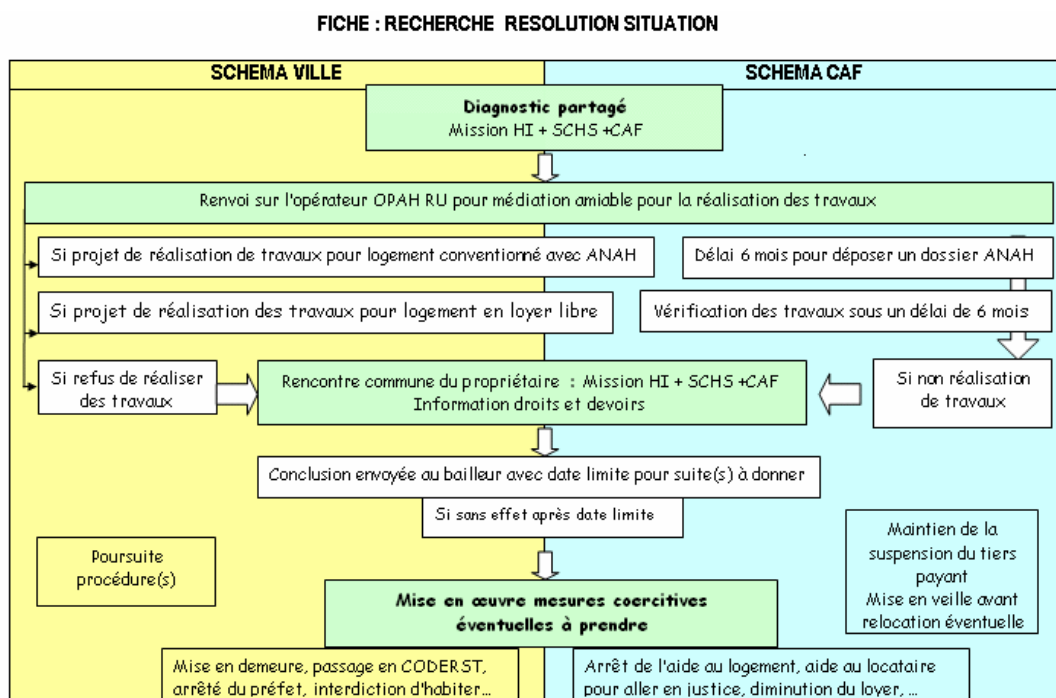 FICHE : RECHERCHE RESOLUTION SITUATION
SCHEMA VILLE
SCHEMA CAF
Diagnostic partagé
Mission HI + SCHS +CAF
Renvoi sur l'opérateur OPAH RU pour médiation amiable pour la réalisation des travaux
Si projet de réalisation de travaux pour logement conventionné avec ANAH
Délai 6 mois pour déposer un dossier ANAH
Si projet de réalisation des travaux pour logement en loyer libre
Vérification des travaux sous un délai de 6 mois
Si refus de réaliser
des travaux
Rencontre commune du propriétaire : Mission HI + SCHS +CAF
Information droits et devoirs
Si non réalisation
de travaux
Conclusion envoyée au bailleur avec date limite pour suite(s) à donner
Si sans effet après date limite
Poursuite
procédure(s)
Maintien de la
suspension du tiers
payant
Mise en veille avant
relocation éventuelle
Mise en œuvre mesures coercitives
éventuelles à prendre
Mise en demeure, passage en CODERST,
arrêté du préfet, interdiction d'habiter...
Arrêt de l'aide au logement, aide au locataire
pour aller en justice, diminution du loyer, ...